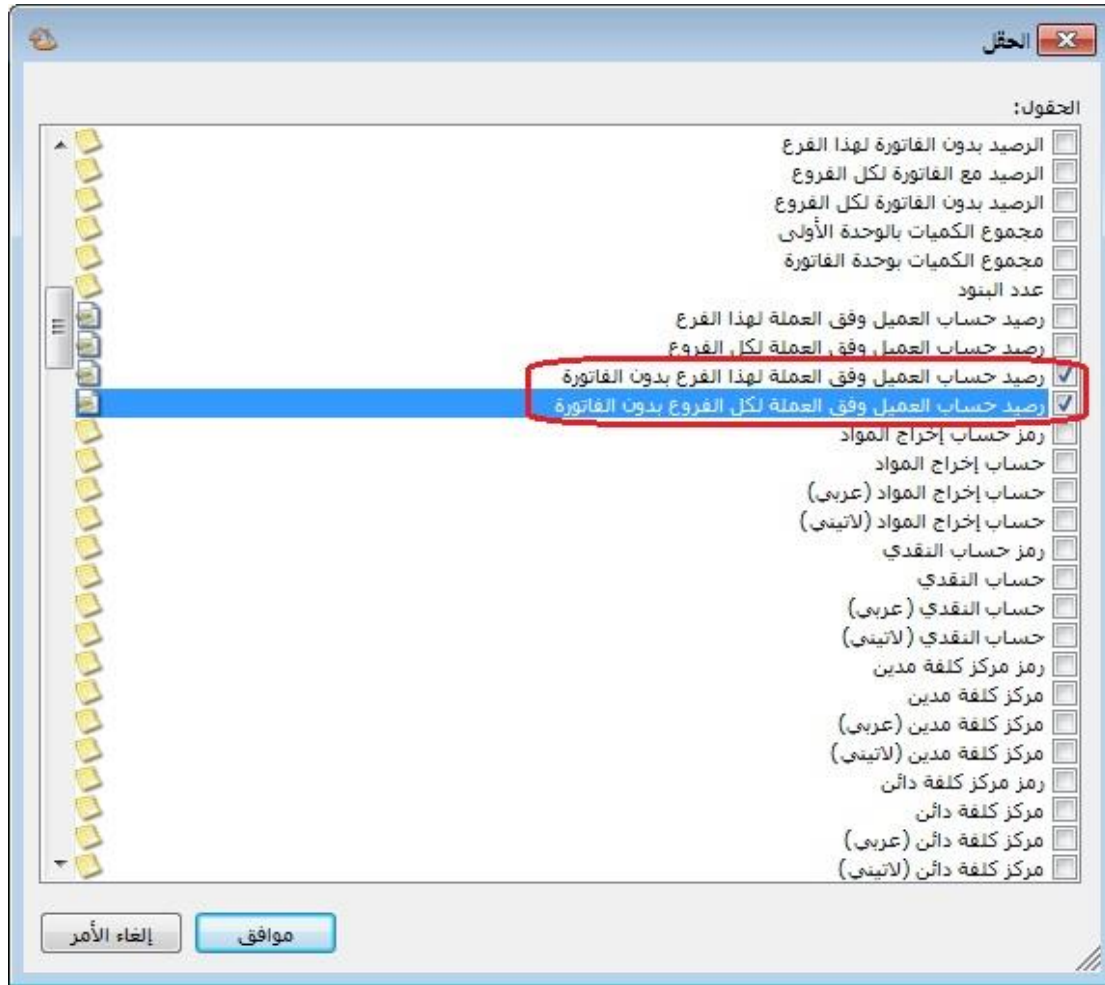 الحقل
الحقول:
الرصيد بدون الفاتورة لهذا الفرع
الرصيد مع الفاتورة لكل الفروع
الرصيد بدون الفاتورة لكل الفروع
مجموع الكميات بالوحدة الأولى
مجموع الكميات بوحدة الفاتورة
عدد البنود
رصيد حساب العميل وفق العملة لهذا الفرع
رصيد حساب العميل وفق العملة لكل الفروع
رصيد حساب العميل وفق العملة لهذا الفرع بدون الفاتورة
رصيد حساب العميل وفق العملة لكل الفروع بدون الفاتورة
رمز حساب إخراج المواد
حساب إخراج المواد
حساب إخراج المواد (عربي)
حساب إخراج المواد (لاتيني)
رمز حساب النقدي
حساب النقدي
حساب النقدي (عربي)
حساب النقدي (لاتيني)
رمز مركز كلفة مدين
مركز كلفة مدين
مركز كلفة مدين (عربي)
مركز كلفة مدين (لاتيني)
رمز مركز كلفة دائن
مركز كلفة دائن
مركز كلفة دائن (عربي)
مركز كلفة دائن (لاتيني)
موافق
إلغاء الأمر